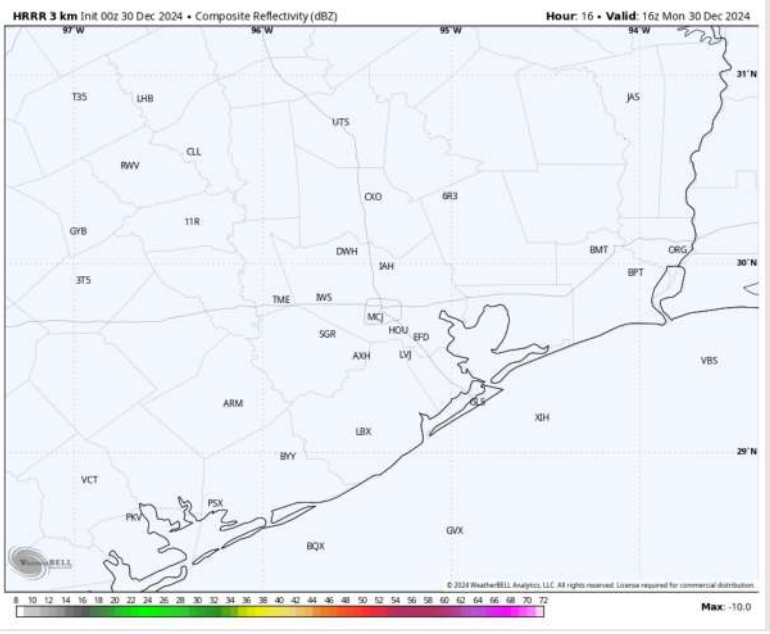 HRRR 3 km Init 00z 30 Dec 2024 • Composite Reflectivity (dBZ)
Hour: 16 • Valid: 16z Mon 30 Dec 2024
97°W 96°W 95°W 94°W
31°N
T35 LHB JAS
UTS
CLL
RWV
CXO 6R3
11R
GYB
DWH BMT ORG
IAH 30°N
3T5 BPT
TME IWS
MCJ
SGR HOU EFD
AXH LVJ VBS
ARM GLS
LBX XIH
BYY 29°N
VCT
PSX
PKV
BQX GVX
WEATHERBELL
© 2024 WeatherBELL Analytics, LLC. All rights reserved. License required for commercial distribution.
8 10 12 14 16 18 20 22 24 26 28 30 32 34 36 38 40 42 44 46 48 50 52 54 56 58 60 62 64 66 68 70 72
Max: -10.0